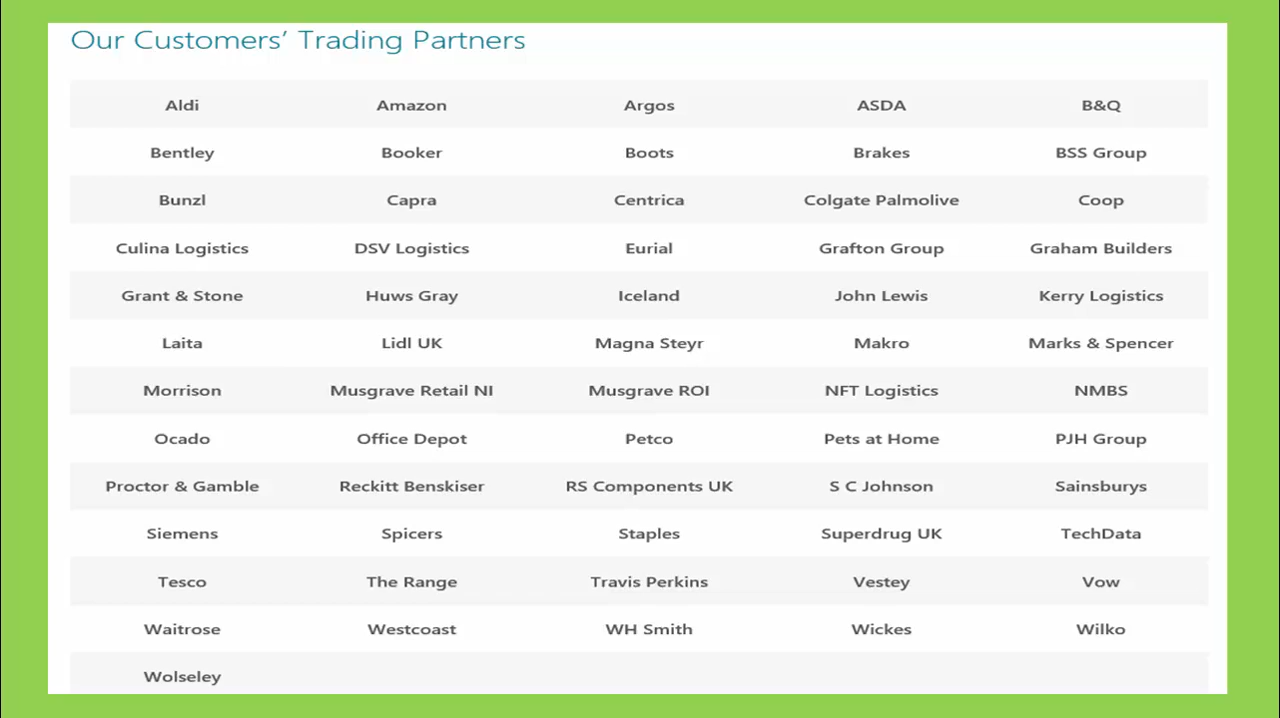 Our Customers’ Trading Partners
Aldi Amazon Argos ASDA B&Q
Bentley Booker Boots Brakes BSS Group
Bunzl Capra Centrica Colgate Palmolive Coop
Culina Logistics DSV Logistics Eurial Grafton Group Graham Builders
Grant & Stone Huws Gray Iceland John Lewis Kerry Logistics
Laita Lidl UK Magna Steyr Makro Marks & Spencer
Morrison Musgrave Retail NI Musgrave ROI NFT Logistics NMBS
Ocado Office Depot Petco Pets at Home PJH Group
Proctor & Gamble Reckitt Benskiser RS Components UK S C Johnson Sainsburys
Siemens Spicers Staples Superdrug UK TechData
Tesco The Range Travis Perkins Vestey Vow
Waitrose Westcoast WH Smith Wickes Wilko
Wolseley